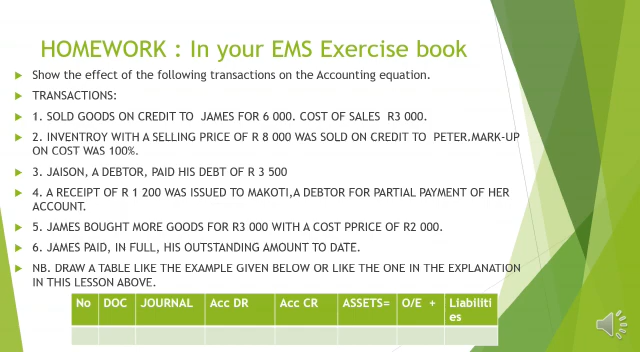 HOMEWORK : In your EMS Exercise book
Show the effect of the following transactions on the Accounting equation.
TRANSACTIONS:
1. SOLD GOODS ON CREDIT TO JAMES FOR 6 000. COST OF SALES R3 000.
2. INVENTROY WITH A SELLING PRICE OF R 8 000 WAS SOLD ON CREDIT TO PETER.MARK-UP
ON COST WAS 100%.
3. JAISON, A DEBTOR, PAID HIS DEBT OF R 3 500
4. A RECEIPT OF R 1 200 WAS ISSUED TO MAKOTI,A DEBTOR FOR PARTIAL PAYMENT OF HER
ACCOUNT.
5. JAMES BOUGHT MORE GOODS FOR R3 000 WITH A COST PPRICE OF R2 000.
6. JAMES PAID, IN FULL, HIS OUTSTANDING AMOUNT TO DATE.
NB. DRAW A TABLE LIKE THE EXAMPLE GIVEN BELOW OR LIKE THE ONE IN THE EXPLANATION
IN THIS LESSON ABOVE.
No DOC JOURNAL Acc DR Acc CR ASSETS= O/E + Liabiliti
es